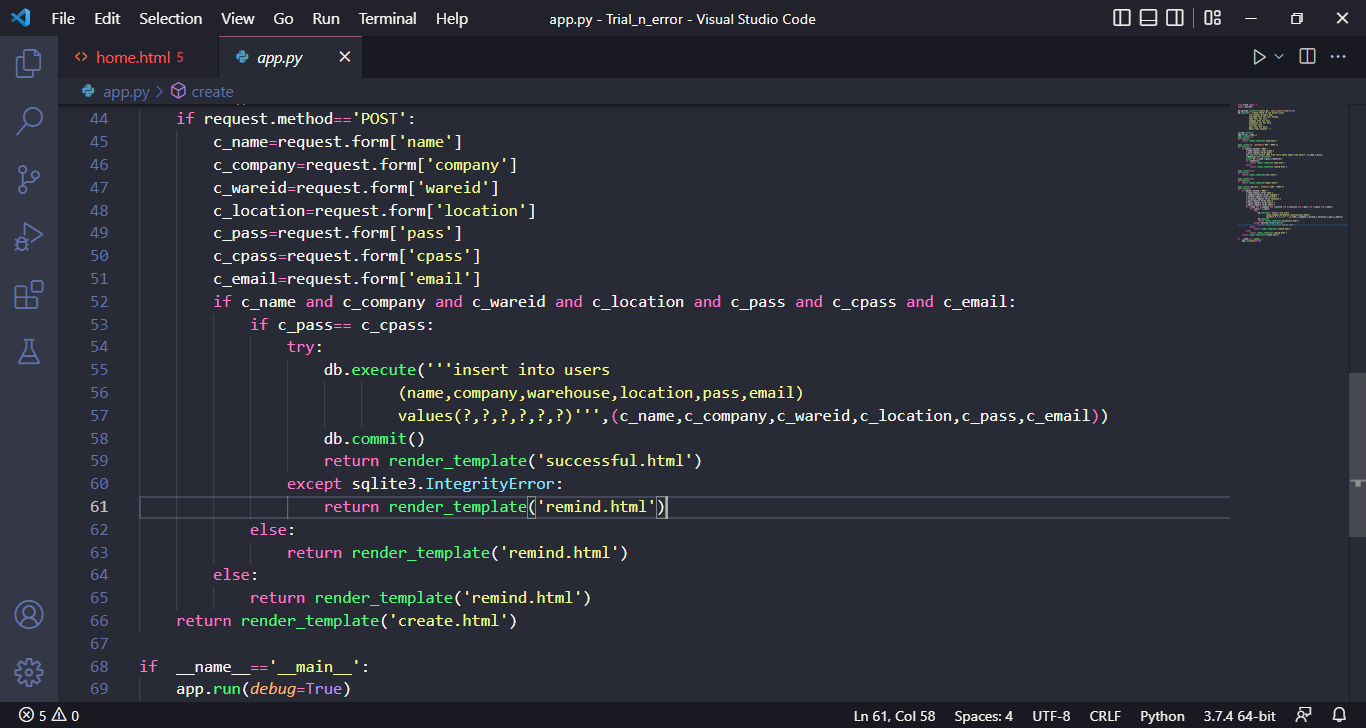 File Edit Selection View Go Run Terminal Help app.py - Trial_n_error - Visual Studio Code
home.html 5 app.py
app.py > create
44 if request.method=='POST':
45 c_name=request.form['name']
46 c_company=request.form['company']
47 c_wareid=request.form['wareid']
48 c_location=request.form['location']
49 c_pass=request.form['pass']
50 c_cpass=request.form['cpass']
51 c_email=request.form['email']
52 if c_name and c_company and c_wareid and c_location and c_pass and c_cpass and c_email:
53 if c_pass== c_cpass:
54 try:
55 db.execute('''insert into users
56 (name,company,warehouse,location,pass,email)
57 values(?,?,?,?,?,?)''',(c_name,c_company,c_wareid,c_location,c_pass,c_email))
58 db.commit()
59 return render_template('successful.html')
60 except sqlite3.IntegrityError:
61 return render_template('remind.html')
62 else:
63 return render_template('remind.html')
64 else:
65 return render_template('remind.html')
66 return render_template('create.html')
67
68 if __name__=='__main__':
69 app.run(debug=True)
5 0 Ln 61, Col 58 Spaces: 4 UTF-8 CRLF Python 3.7.4 64-bit